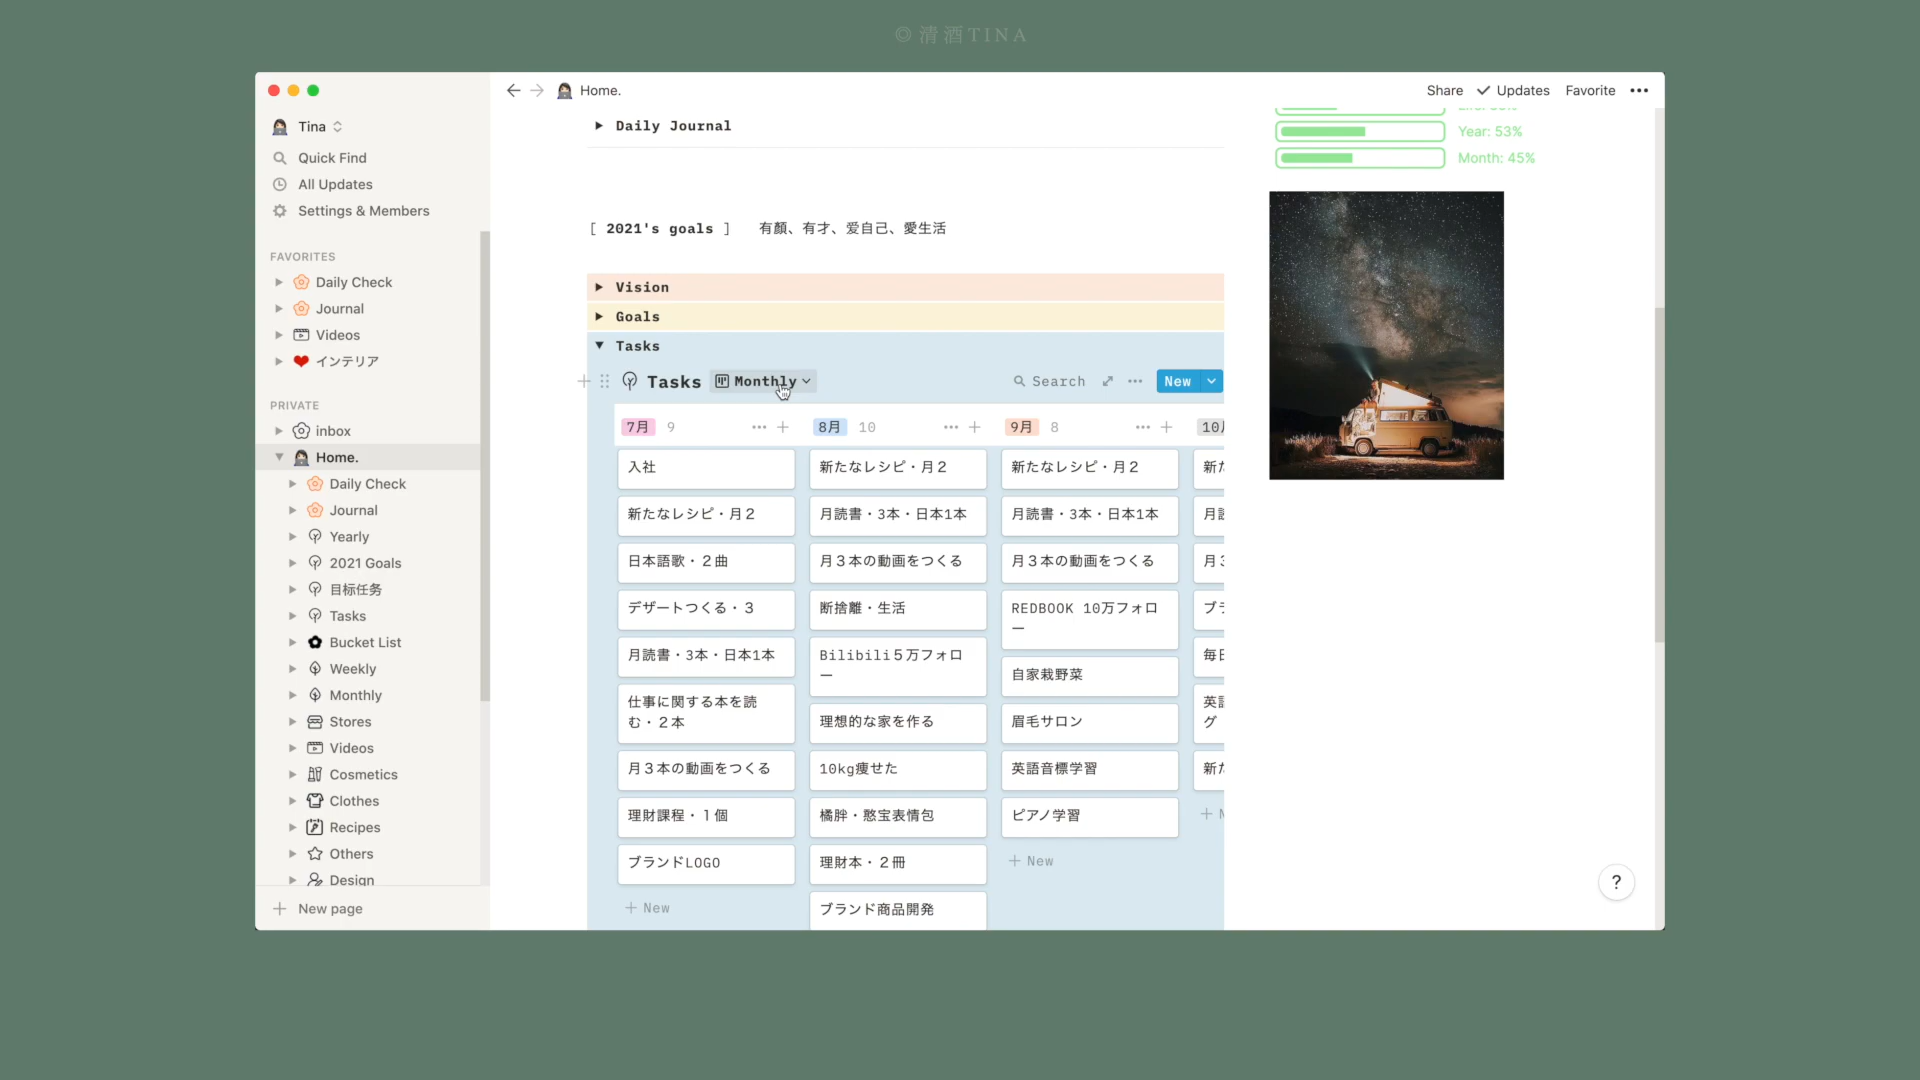 ◎清酒TINA
Home.
Share
Updates
Favorite
Tina
Quick Find
All Updates
Settings & Members
FAVORITES
Daily Check
Journal
Videos
インテリア
PRIVATE
inbox
Home.
Daily Check
Journal
Yearly
2021 Goals
目标任务
Tasks
Bucket List
Weekly
Monthly
Stores
Videos
Cosmetics
Clothes
Recipes
Others
Design
New page
Daily Journal
[ 2021's goals ] 有顏、有才、爱自己、愛生活
Vision
Goals
Tasks
Tasks
Monthly
Search
New
7月 9
入社
新たなレシピ・月２
日本語歌・２曲
デザートつくる・３
月読書・3本・日本1本
仕事に関する本を読
む・２本
月３本の動画をつくる
理財課程・１個
ブランドLOGO
New
8月 10
新たなレシピ・月２
月読書・3本・日本1本
月３本の動画をつくる
断捨離・生活
Bilibili５万フォロ
ー
理想的な家を作る
10kg痩せた
橘胖・憨宝表情包
理財本・２冊
ブランド商品開発
9月 8
新たなレシピ・月２
月読書・3本・日本1本
月３本の動画をつくる
REDBOOK 10万フォロ
ー
自家栽野菜
眉毛サロン
英語音標学習
ピアノ学習
New
10
Year: 53%
Month: 45%
?